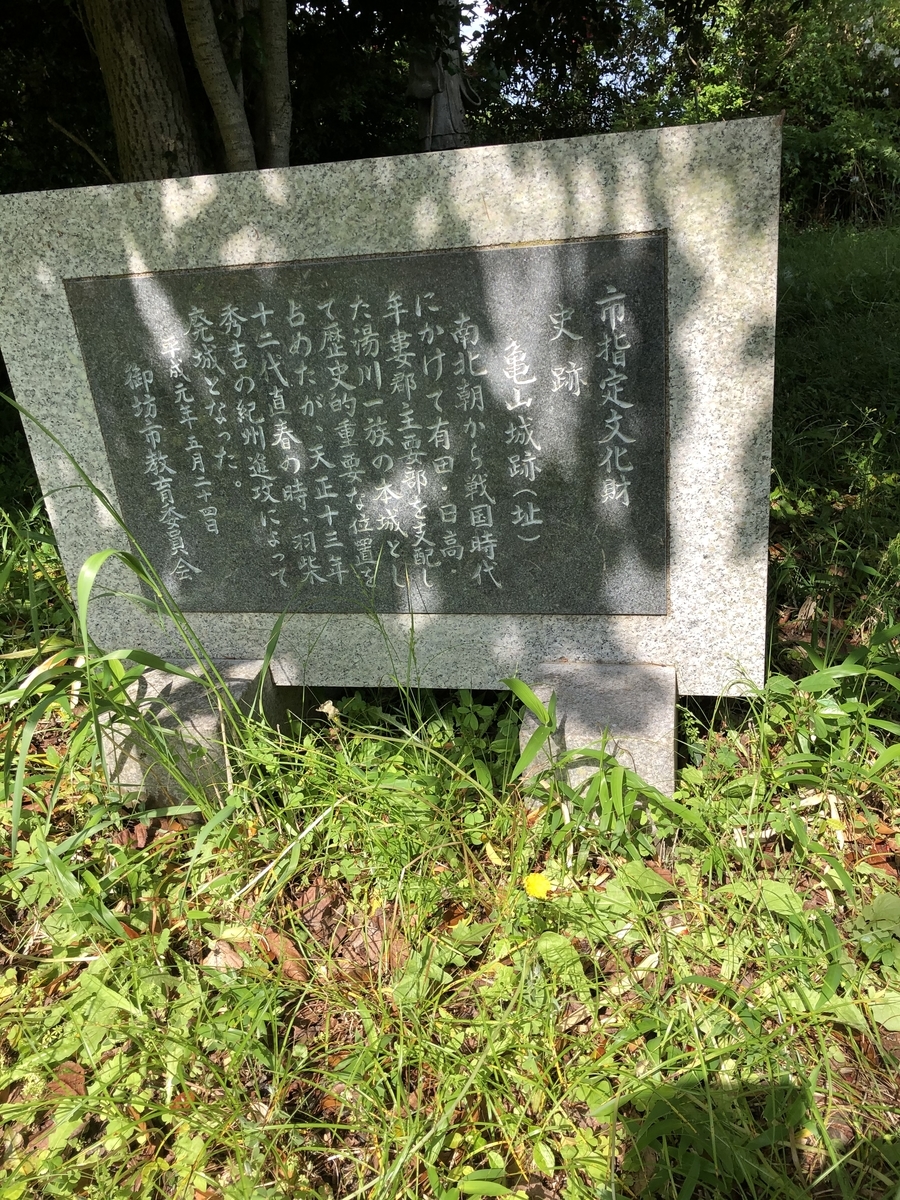 市指定文化財
史跡
亀山城跡（址）
南北朝から戦国時代
にかけて有田・日高・
牟婁郡主要部を支配し
た湯川一族の本城とし
て歴史的重要な位置を
占めたが、天正十三年
十二代直春の時、羽柴
秀吉の紀州進攻によって
廃城となった。
平成元年五月二十四日
御坊市教育委員会